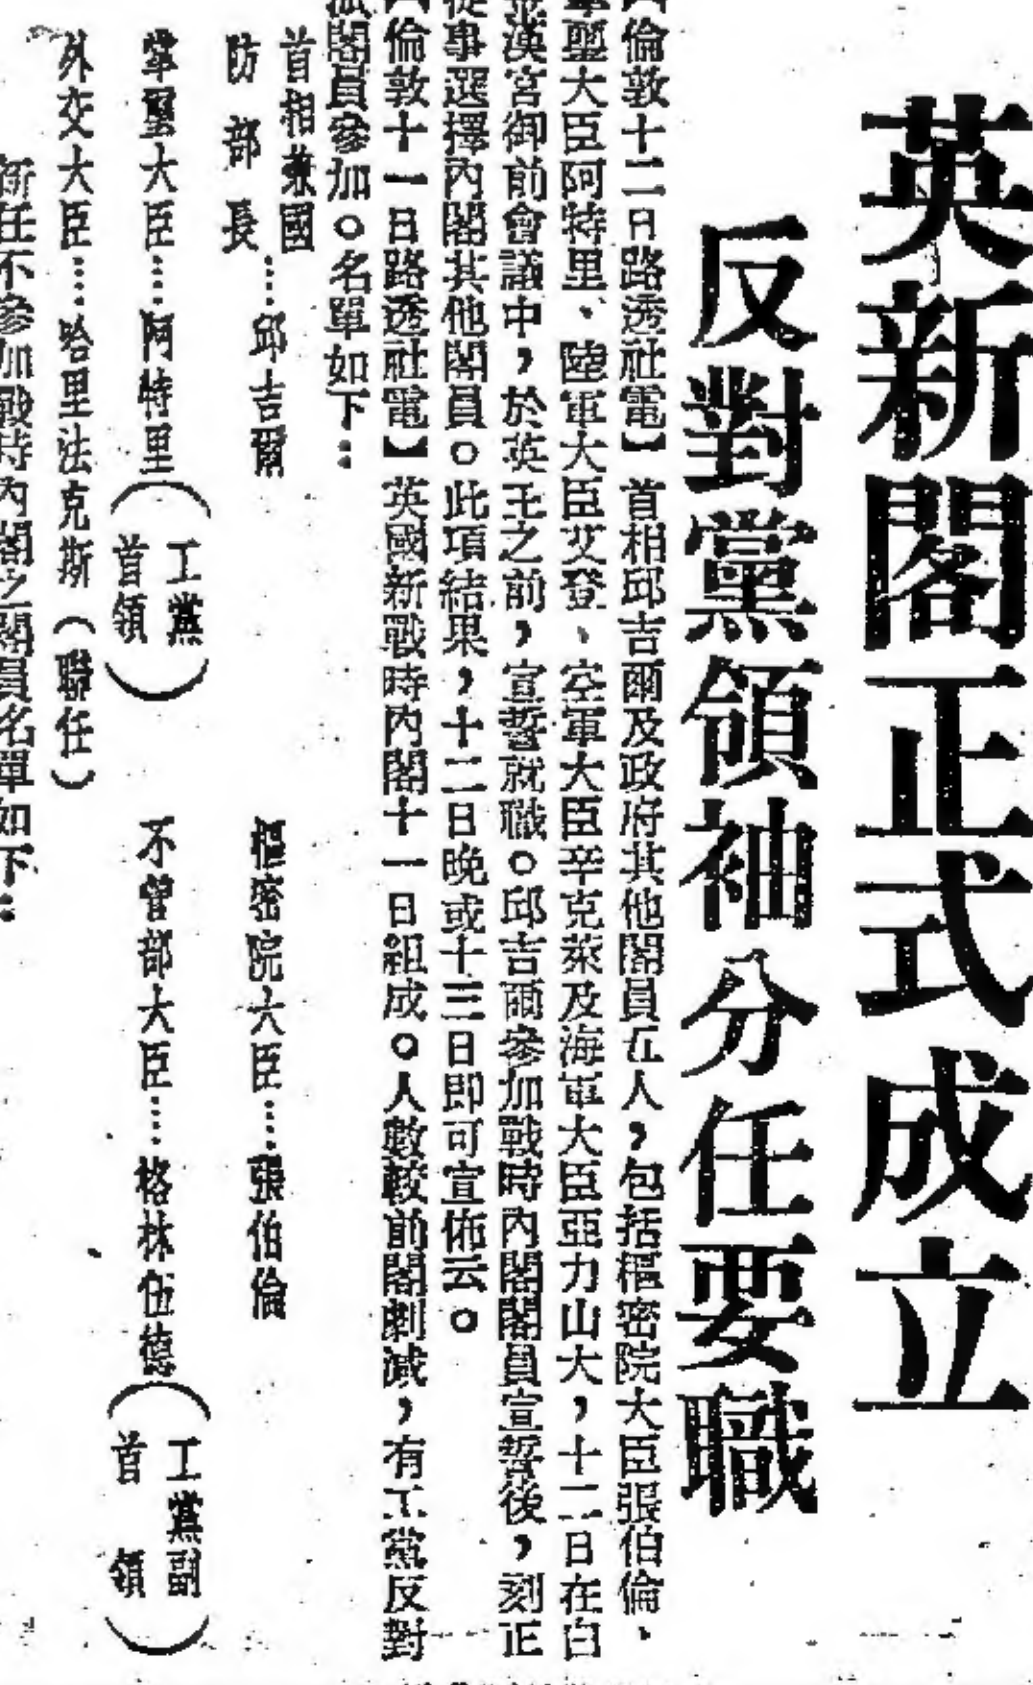 英新閣正式成立
反對黨領袖分任要職
倫敦十二日路透社電】首相邱吉爾及政府其他閣員五人，包括樞密院大臣張伯倫、
掌璽大臣阿特里、陸軍大臣艾登、空軍大臣辛克萊及海軍大臣亞力山大，十二日在白
漢宮御前會議中，於英王之前，宣誓就職。邱吉爾參加戰時內閣閣員宣誓後，刻正
從事選擇內閣其他閣員。此項結果，十二日晚或十三日即可宣佈云。
倫敦十一日路透社電】英國新戰時內閣十一日組成。人數較前閣劇減，有工黨反對
派閣員參加。名單如下：
首相兼國
防部長…邱吉爾
樞密院大臣…張伯倫
掌璽大臣…阿特里（工黨
首領）
不管部大臣…格林伍德（工黨副
首領）
外交大臣…哈里法克斯（聯任）
新任不參加戰時內閣之閣員名單如下：